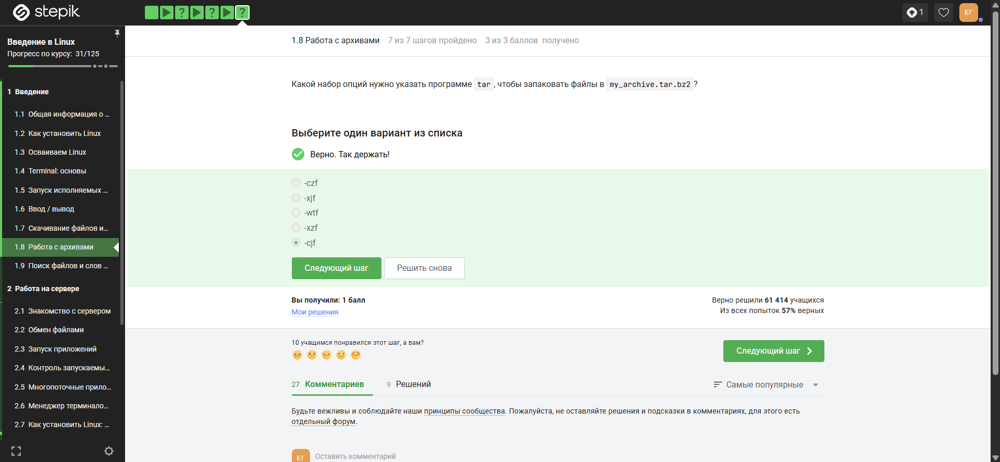 stepik
?
?
?
1
ЕГ
Введение в Linux
Прогресс по курсу: 31/125
1 Введение
1.1 Общая информация о ...
1.2 Как установить Linux
1.3 Осваиваем Linux
1.4 Terminal: основы
1.5 Запуск исполняемых ...
1.6 Ввод / вывод
1.7 Скачивание файлов и...
1.8 Работа с архивами
1.9 Поиск файлов и слов ...
2 Работа на сервере
2.1 Знакомство с сервером
2.2 Обмен файлами
2.3 Запуск приложений
2.4 Контроль запускаемы...
2.5 Многопоточные прило...
2.6 Менеджер терминало...
2.7 Как установить Linux: ...
1.8 Работа с архивами 7 из 7 шагов пройдено 3 из 3 баллов получено
Какой набор опций нужно указать программе tar, чтобы запаковать файлы в my_archive.tar.bz2?
Выберите один вариант из списка
Верно. Так держать!
-czf
-xjf
-wtf
-xzf
-cjf
Следующий шаг
Решить снова
Вы получили: 1 балл
Мои решения
Верно решили 61 414 учащихся
Из всех попыток 57% верных
10 учащимся понравился этот шаг, а вам?
Следующий шаг
27 Комментариев
9 Решений
Самые популярные
Будьте вежливы и соблюдайте наши принципы сообщества. Пожалуйста, не оставляйте решения и подсказки в комментариях, для этого есть
отдельный форум.
ЕГ
Оставить комментарий